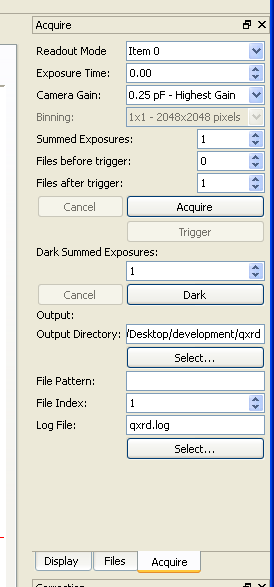 Acquire
Readout Mode Item 0
Exposure Time: 0.00
Camera Gain: 0.25 pF - Highest Gain
Binning: 1x1 - 2048x2048 pixels
Summed Exposures: 1
Files before trigger: 0
Files after trigger: 1
Cancel Acquire
Trigger
Dark Summed Exposures:
1
Cancel Dark
Output:
Output Directory: /Desktop/development/qxrd
Select...
File Pattern:
File Index: 1
Log File: qxrd.log
Select...
Display Files Acquire
Correction